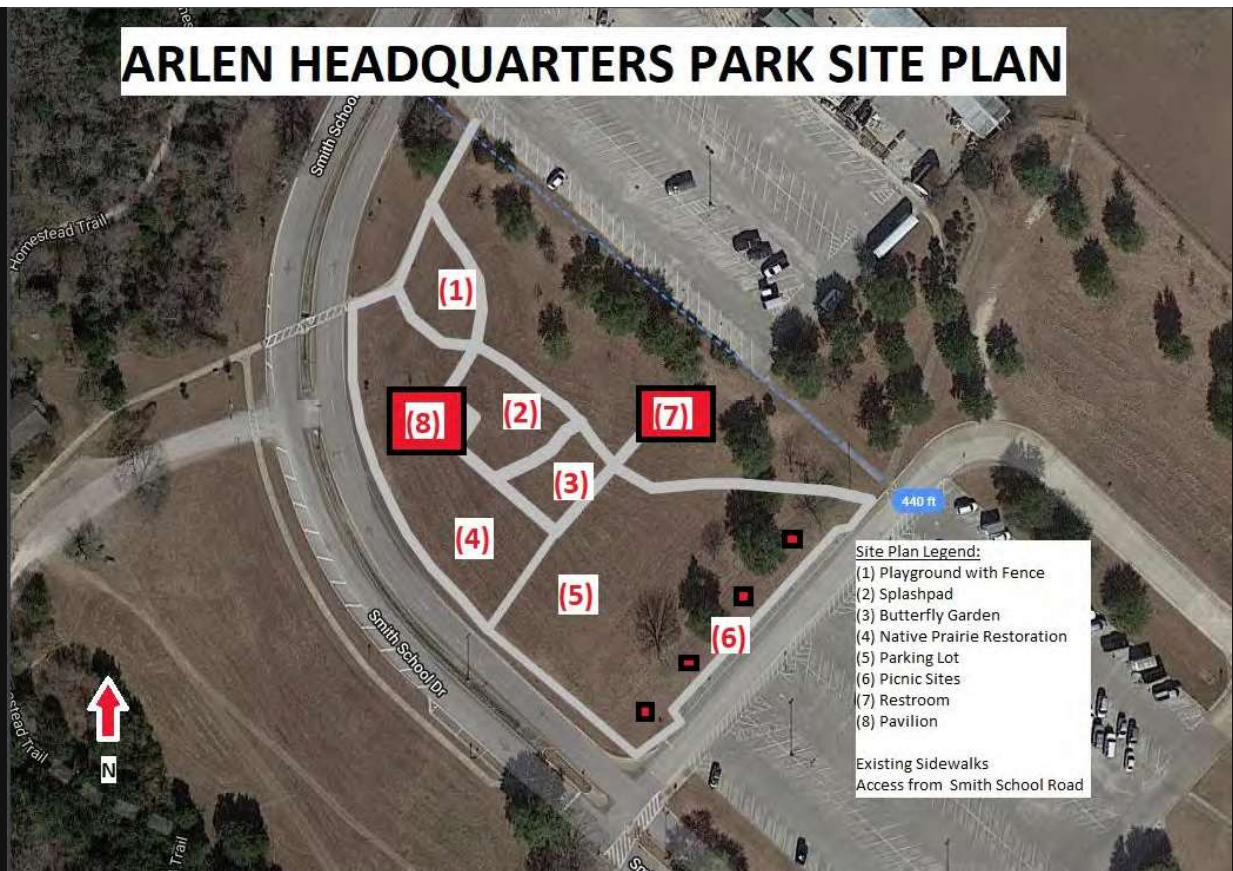 ARLEN HEADQUARTERS PARK SITE PLAN
Smith School
Homestead Trail
(1)
(2)
(8)
(7)
(3)
(4)
(5)
(6)
440 ft
Site Plan Legend:
(1) Playground with Fence
(2) Splashpad
(3) Butterfly Garden
(4) Native Prairie Restoration
(5) Parking Lot
(6) Picnic Sites
(7) Restroom
(8) Pavilion
Existing Sidewalks
Access from Smith School Road
Smith School Dr
N
Trail
Trail